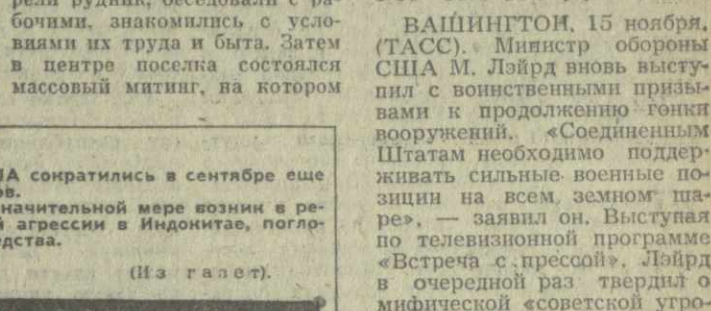 рели рудник, беседовали с ра-
бочими, знакомились с усло-
виями их труда и быта. Затем
в центре поселка состоялся
массовый митинг, на котором
А сократились в сентябре еще
ов.
начительной мере возник в ре-
й агрессии в Индокитае, погло-
дства.
(Из газет).
ВАШИНГТОН, 15 ноября.
(ТАСС). Министр обороны
США М. Лэйрд вновь высту-
пил с воинственными призы-
вами к продолжению гонки
вооружений. «Соединенным
Штатам необходимо поддер-
живать сильные военные по-
зиции на всем земном ша-
ре», — заявил он. Выступая
по телевизионной программе
«Встреча с прессой», Лэйрд
в очередной раз твердил о
мифической «советской угро-